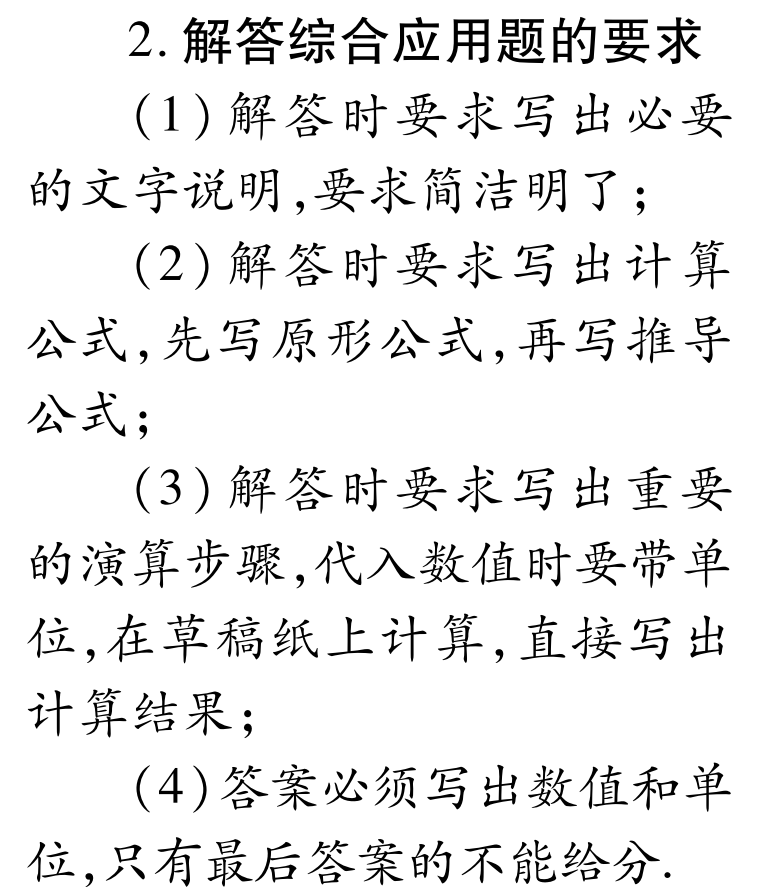 2. 解答综合应用题的要求
(1)解答时要求写出必要
的文字说明,要求简洁明了;
(2)解答时要求写出计算
公式,先写原形公式,再写推导
公式;
(3)解答时要求写出重要
的演算步骤,代入数值时要带单
位,在草稿纸上计算,直接写出
计算结果;
(4)答案必须写出数值和单
位,只有最后答案的不能给分.